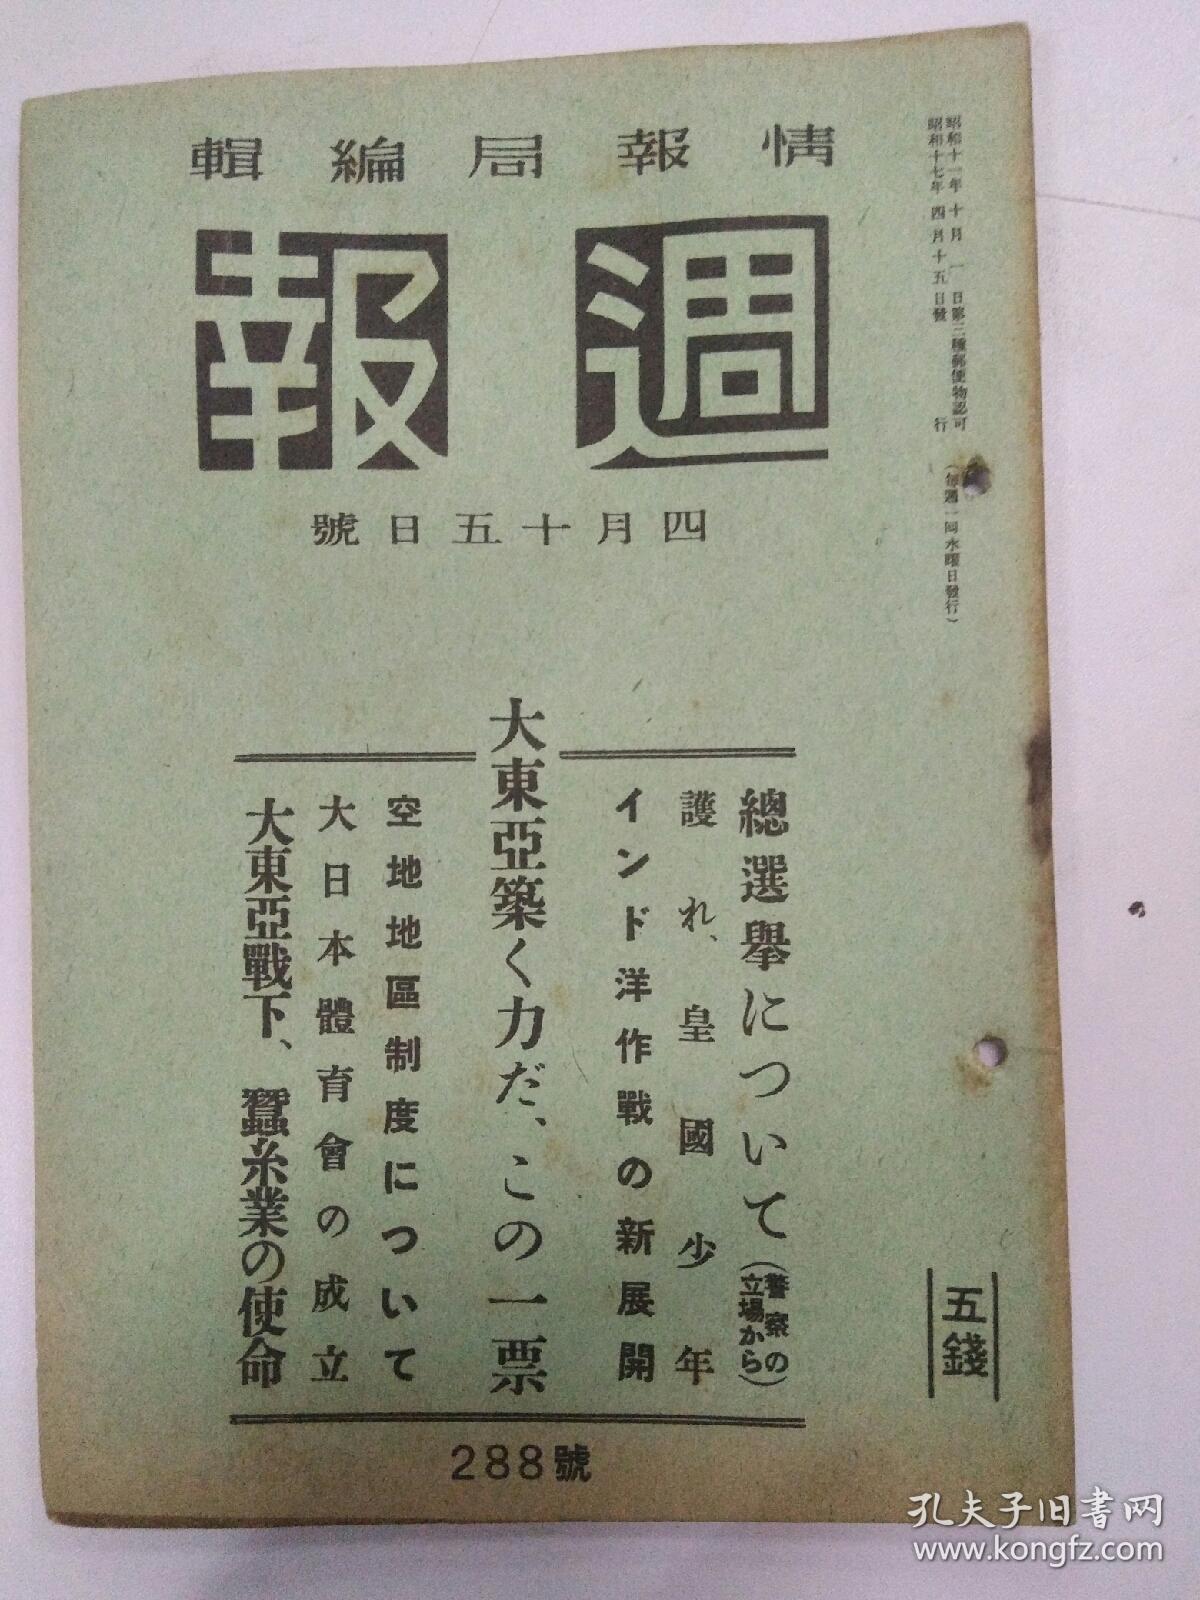 昭和十一年十月一日第三種郵便物認可
昭和十七年四月十五日發行
(每週一回水曜日發行)
情報局編輯
週報
四月十五日號
總選擧について(警察の立場から)
護れ、皇國少年
インド洋作戰の新展開
大東亞築く力だ、この一票
空地地區制度について
大日本體育會の成立
大東亞戰下、蠶糸業の使命
五錢
288號
孔夫子旧书网
www.kongfz.com